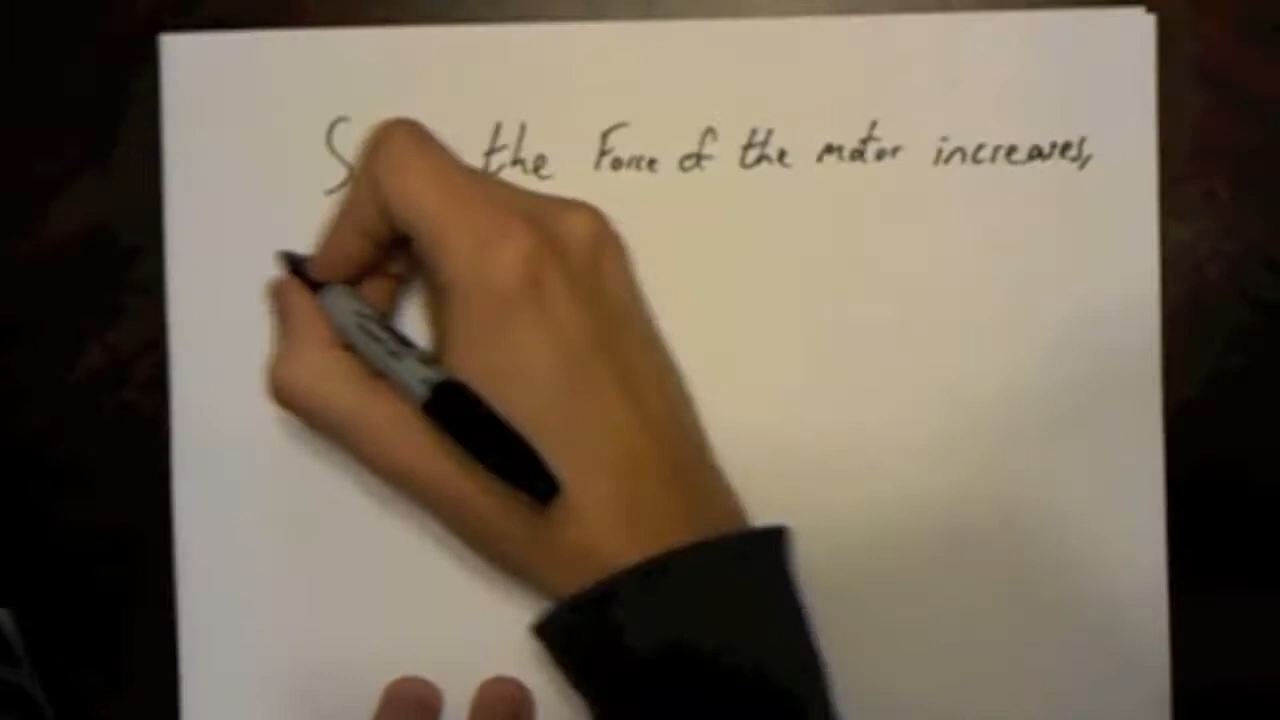 the Force of the motor increases,